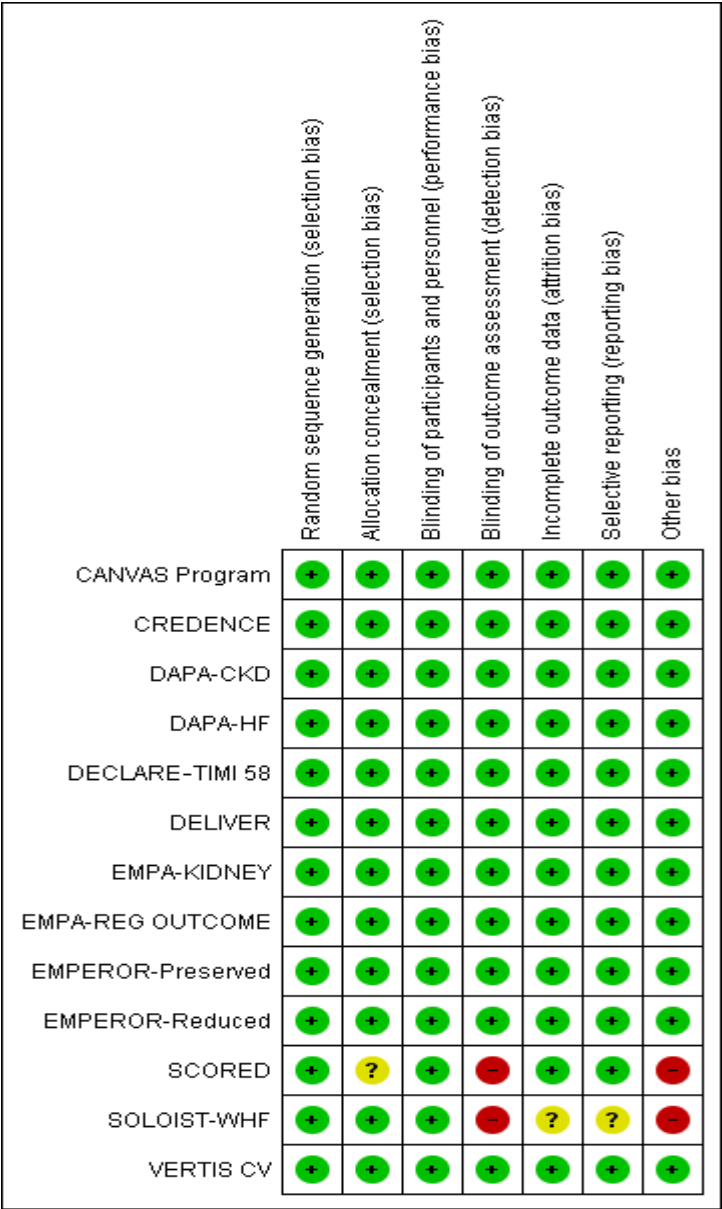 Random sequence generation (selection bias)
Allocation concealment (selection bias)
Blinding of participants and personnel (performance bias)
Blinding of outcome assessment (detection bias)
Incomplete outcome data (attrition bias)
Selective reporting (reporting bias)
Other bias
CANVAS Program + + + + + + +
CREDENCE + + + + + + +
DAPA-CKD + + + + + + +
DAPA-HF + + + + + + +
DECLARE-TIMI 58 + + + + + + +
DELIVER + + + + + + +
EMPA-KIDNEY + + + + + + +
EMPA-REG OUTCOME + + + + + + +
EMPEROR-Preserved + + + + + + +
EMPEROR-Reduced + + + + + + +
SCORED + ? + - + + -
SOLOIST-WHF + + + - ? ? -
VERTIS CV + + + + + + +